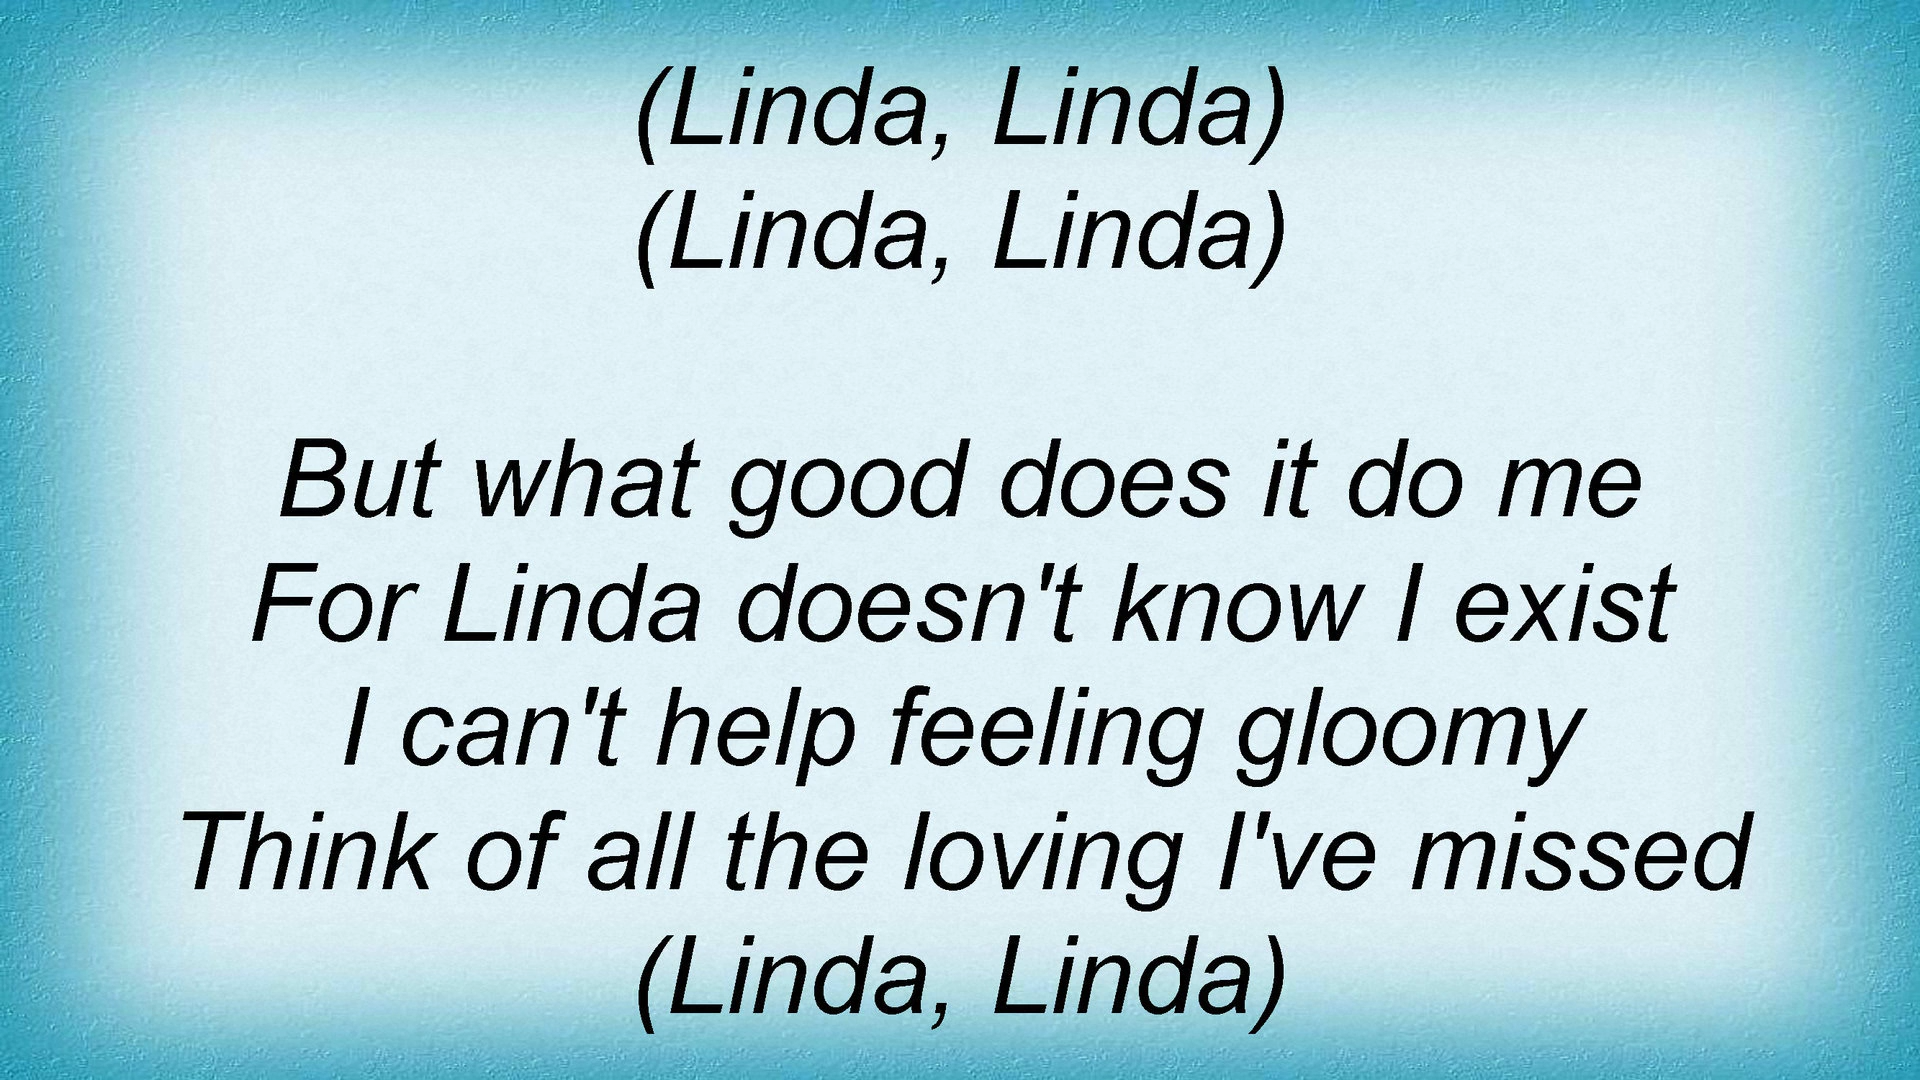 (Linda, Linda)
(Linda, Linda)
But what good does it do me
For Linda doesn't know I exist
I can't help feeling gloomy
Think of all the loving I've missed
(Linda, Linda)